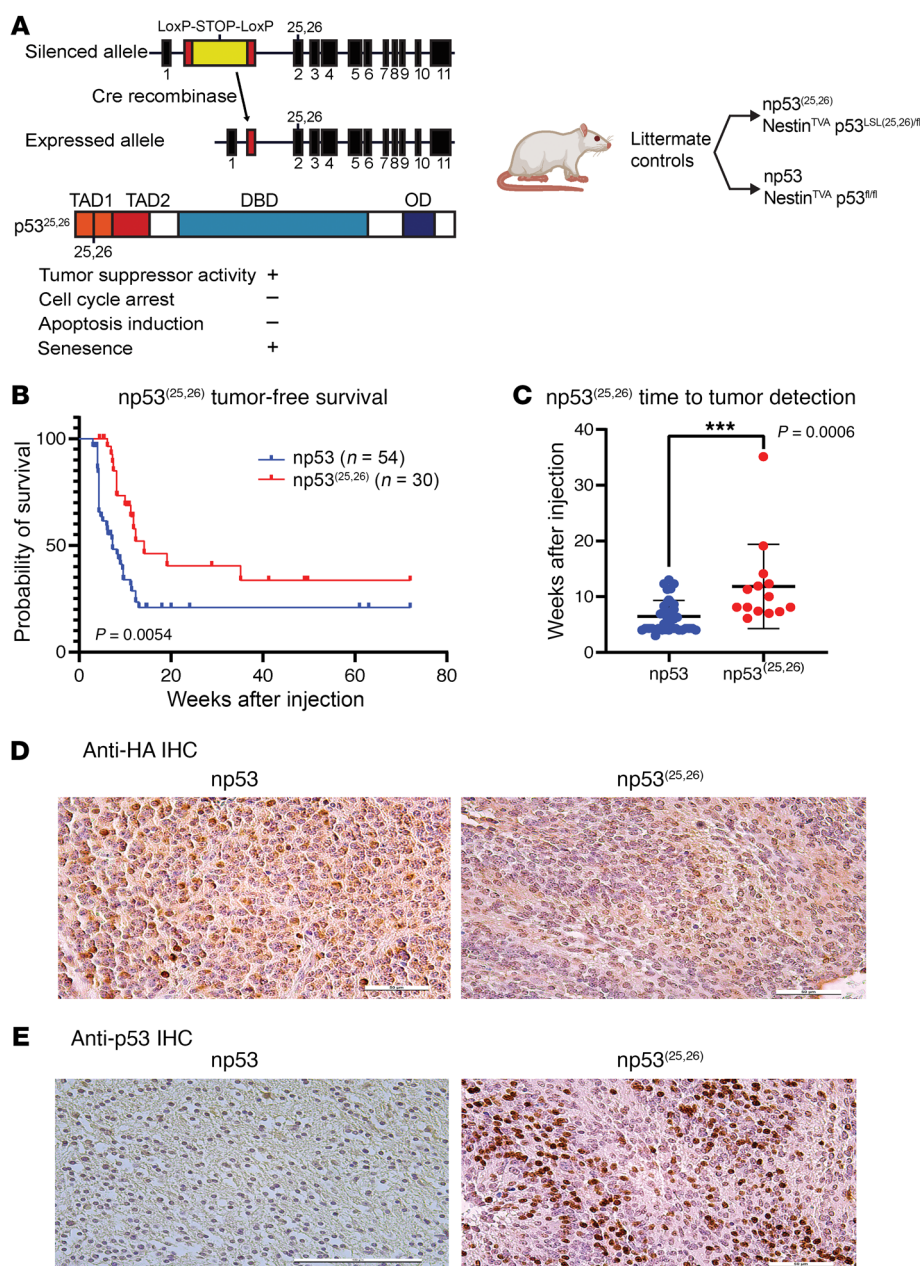 A
LoxP-STOP-LoxP
25,26
Silenced allele
1 2 3 4 5 6 7 8 9 10 11
Cre recombinase
25,26
Expressed allele
1 2 3 4 5 6 7 8 9 10 11
TAD1 TAD2 DBD OD
p53^25,26
25,26
Tumor suppressor activity +
Cell cycle arrest −
Apoptosis induction −
Senesence +
Littermate
controls
np53^(25,26)
Nestin^TVA p53^LSL(25,26)/fl
np53
Nestin^TVA p53^fl/fl
B
np53^(25,26) tumor-free survival
Probability of survival
100
50
0
np53 (n = 54)
np53^(25,26) (n = 30)
P = 0.0054
0 20 40 60 80
Weeks after injection
C
np53^(25,26) time to tumor detection
***
P = 0.0006
Weeks after injection
40
30
20
10
0
np53 np53^(25,26)
D
Anti-HA IHC
np53 np53^(25,26)
50 µm 50 µm
E
Anti-p53 IHC
np53 np53^(25,26)
50 µm